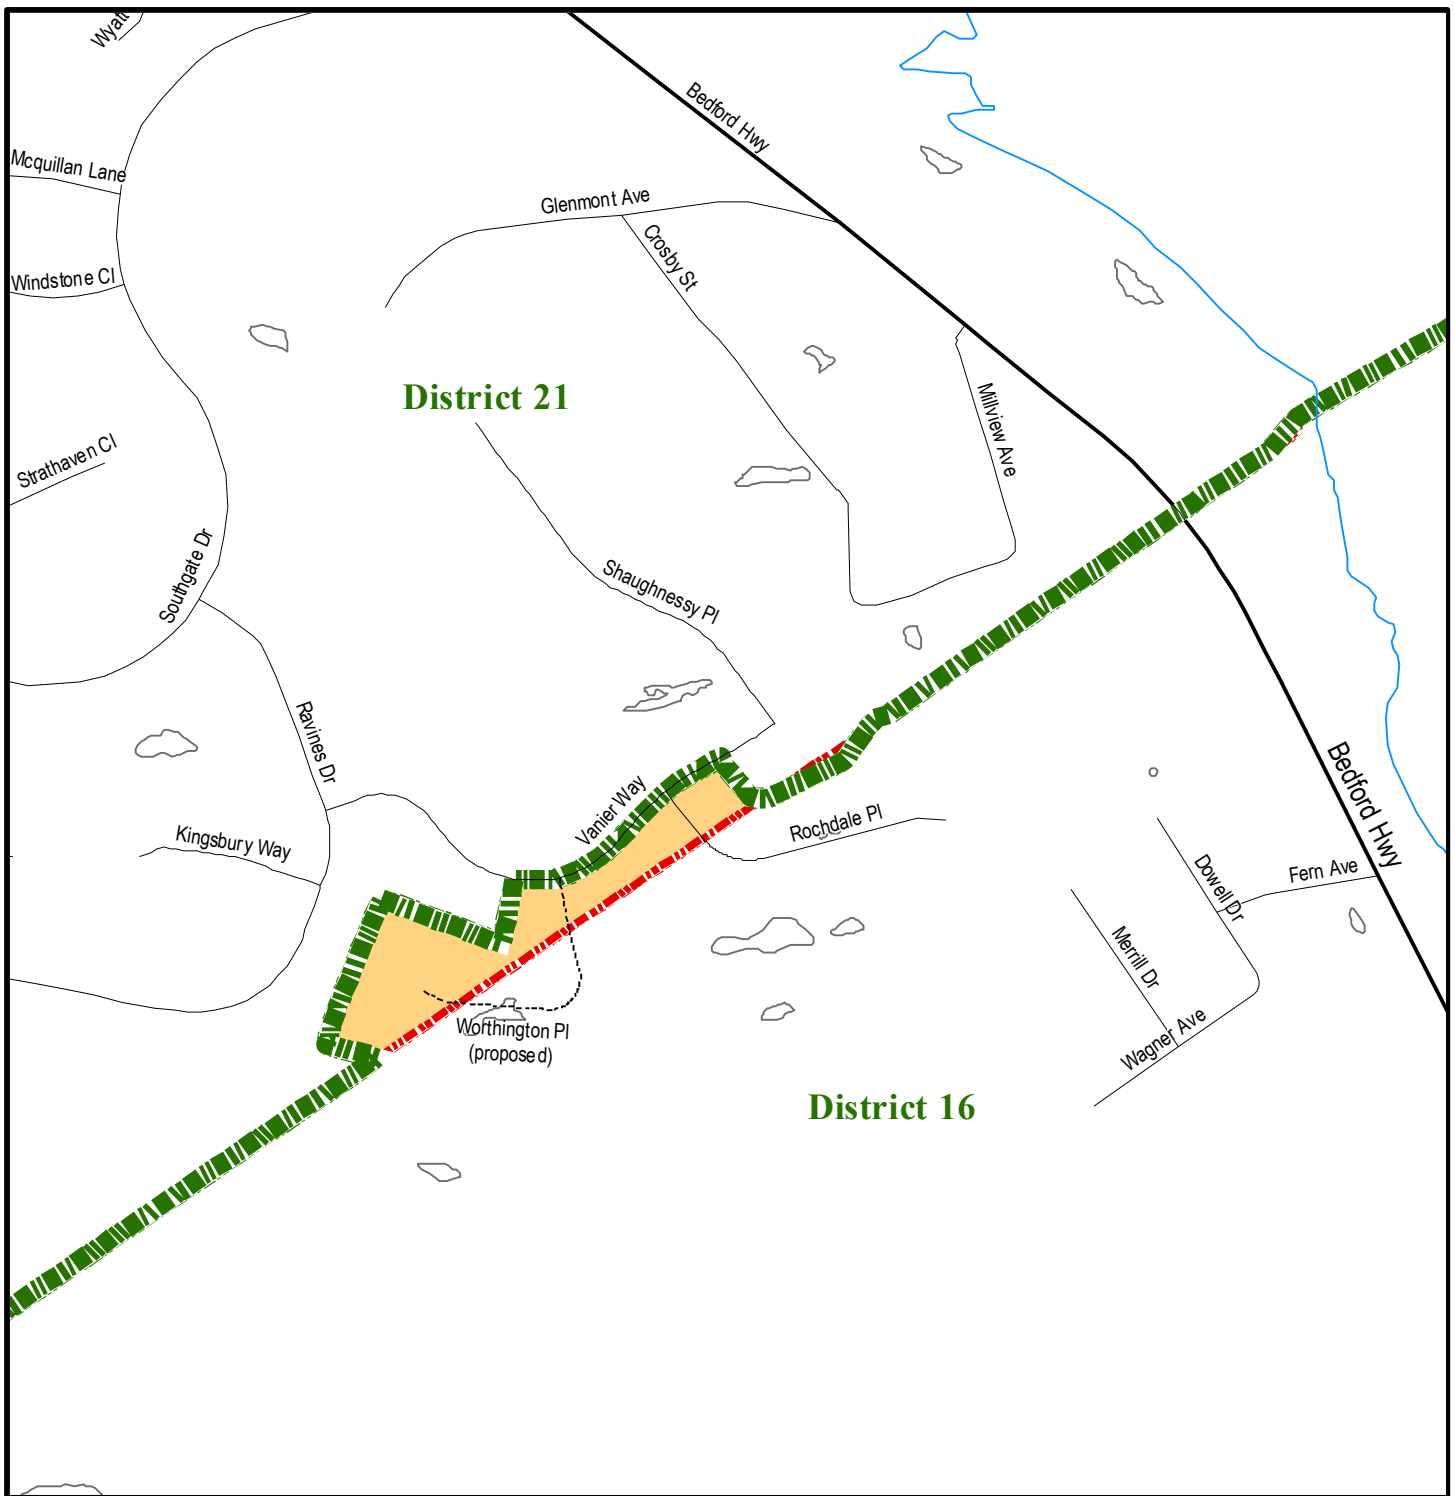 Wyatt
Bedford Hwy
Mcquillan Lane
Glenmont Ave
Crosby St
Windstone Cl
District 21
Millview Ave
Strathaven Cl
Southgate Dr
Shaughnessy Pl
Ravines Dr
Bedford Hwy
Vanier Way
Rochdale Pl
Kingsbury Way
Dowell Dr
Fern Ave
Merrill Dr
Worthington Pl
(proposed)
Wagner Ave
District 16